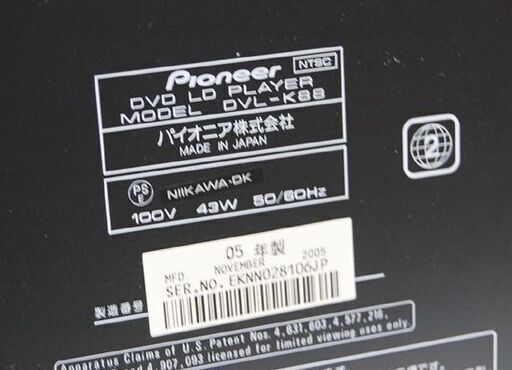 Pioneer NTSC
DVD LD PLAYER
MODEL DVL-K88
パイオニア株式会社
MADE IN JAPAN
PS
E
NIIKAWA-DK
100V 43W 50/60Hz
2
05 年製
MFD NOVEMBER 2005
製造番号 SER.NO. EKNN028106JP
Apparatus Claims of U.S. Patent Nos. 4,631,603,4,577,216,
and 4,907,093 licensed for limited viewing uses only.